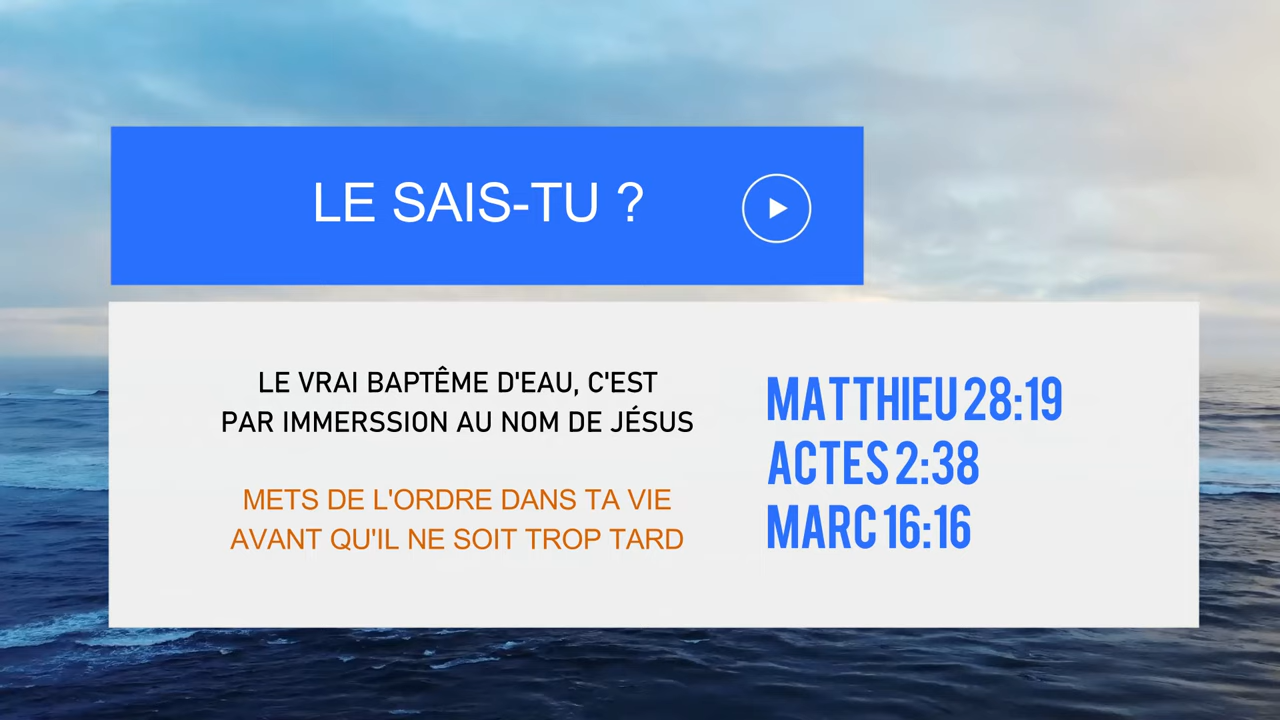 LE SAIS-TU ?
LE VRAI BAPTÊME D'EAU, C'EST
PAR IMMERSSION AU NOM DE JÉSUS
METS DE L'ORDRE DANS TA VIE
AVANT QU'IL NE SOIT TROP TARD
MATTHIEU 28:19
ACTES 2:38
MARC 16:16